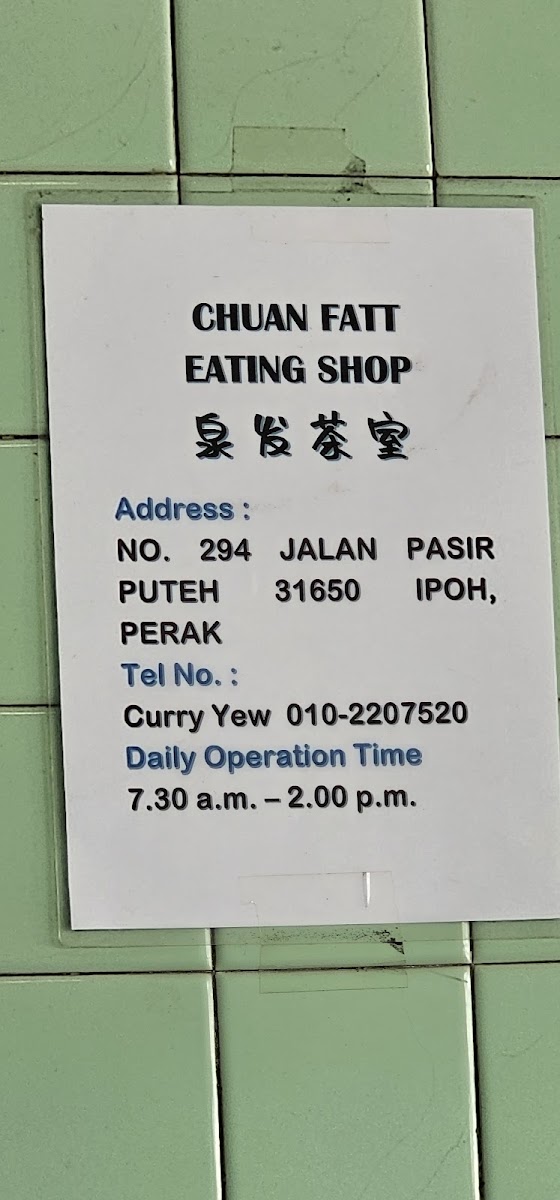 CHUAN FATT
EATING SHOP
泉发茶室
Address :
NO. 294 JALAN PASIR
PUTEH 31650 IPOH,
PERAK
Tel No. :
Curry Yew 010-2207520
Daily Operation Time
7.30 a.m. – 2.00 p.m.